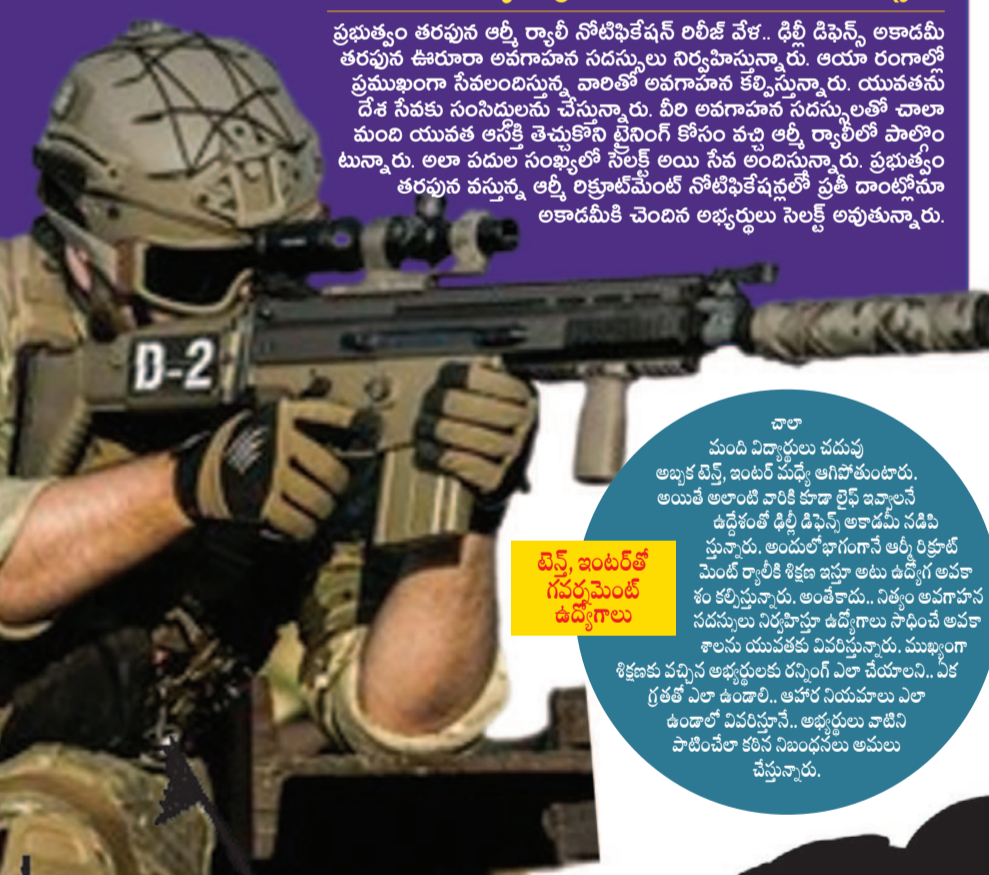 ప్రభుత్వం తరఫున ఆర్మీ ర్యాలీ నోటిఫికేషన్ రిలీజ్ వేళ.. ఢిల్లీ డిఫెన్స్ అకాడమీ
తరఫున ఊరూరా అవగాహన సదస్సులు నిర్వహిస్తున్నారు. ఆయా రంగాల్లో
ప్రముఖంగా సేవలందిస్తున్న వారితో అవగాహన కల్పిస్తున్నారు. యువతను
దేశ సేవకు సంసిద్ధులను చేస్తున్నారు. వీరి అవగాహన సదస్సులతో చాలా
మంది యువత ఆసక్తి తెచ్చుకొని ట్రైనింగ్ కోసం వచ్చి ఆర్మీ ర్యాలీలో పాల్గొం
టున్నారు. అలా పదుల సంఖ్యలో సెలక్ట్ అయి సేవ అందిస్తున్నారు. ప్రభుత్వం
తరఫున వస్తున్న ఆర్మీ రిక్రూట్‌మెంట్ నోటిఫికేషన్లలో ప్రతీ దాంట్లోనూ
అకాడమీకి చెందిన అభ్యర్థులు సెలక్ట్ అవుతున్నారు.
D-2
టెన్త్, ఇంటర్‌తో
గవర్నమెంట్
ఉద్యోగాలు
చాలా
మంది విద్యార్థులు చదువు
అబ్బక టెన్త్, ఇంటర్ మధ్యే ఆగిపోతుంటారు.
అయితే అలాంటి వారికి కూడా లైఫ్ ఇవ్వాలనే
ఉద్దేశంతో ఢిల్లీ డిఫెన్స్ అకాడమీ నడిపి
స్తున్నారు. అందులో భాగంగానే ఆర్మీ రిక్రూట్
మెంట్ ర్యాలీకి శిక్షణ ఇస్తూ అటు ఉద్యోగ అవకా
శం కల్పిస్తున్నారు. అంతేకాదు.. నిత్యం అవగాహన
సదస్సులు నిర్వహిస్తూ ఉద్యోగాలు సాధించే అవకా
శాలను యువతకు వివరిస్తున్నారు. ముఖ్యంగా
శిక్షణకు వచ్చిన అభ్యర్థులకు రన్నింగ్ ఎలా చేయాలని.. ఏక
గ్రతతో ఎలా ఉండాలి.. ఆహార నియమాలు ఎలా
ఉండాలో వివరిస్తూనే.. అభ్యర్థులు వాటిని
పాటించేలా కఠిన నిబంధనలు అమలు
చేస్తున్నారు.